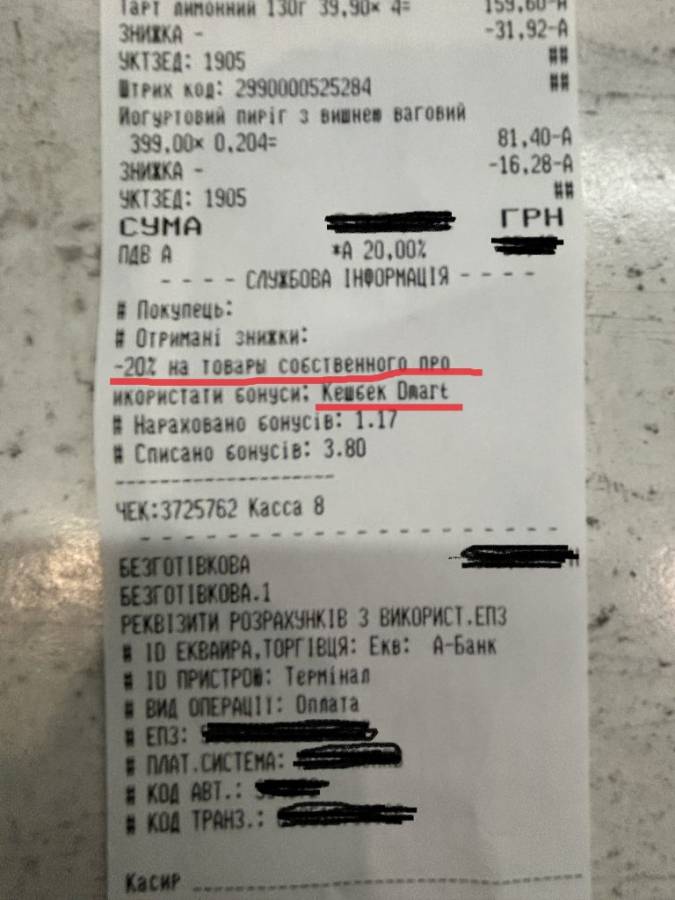 Тарт лимонний 130г 39,90× 4= 159,60-А
ЗНИЖКА - -31,92-А
УКТЗЕД: 1905 ##
Штрих код: 2990000525284 ##
Йогуртовий пиріг з вишнею ваговий
399,00× 0,204= 81,40-А
ЗНИЖКА - -16,28-А
УКТЗЕД: 1905 ##
СУМА ГРН
ПДВ А *А 20,00%
- - - - СЛУЖБОВА ІНФОРМАЦІЯ - - - -
# Покупець:
# Отримані знижки:
-20% на товары собственного про
икористати бонуси: Кешбек Dmart
# Нараховано бонусів: 1.17
# Списано бонусів: 3.80
--------------------
ЧЕК:3725762 Касса 8
- - - - - - - - - - - - - - - -
БЕЗГОТІВКОВА
БЕЗГОТІВКОВА.1
РЕКВІЗИТИ РОЗРАХУНКІВ З ВИКОРИСТ.ЕПЗ
# ID ЕКВАЙРА,ТОРГІВЦЯ: Екв: А-Банк
# ID ПРИСТРОЮ: Термінал
# ВИД ОПЕРАЦІЇ: Оплата
# ЕПЗ:
# ПЛАТ.СИСТЕМА:
# КОД АВТ.:
# КОД ТРАНЗ.:
Касир